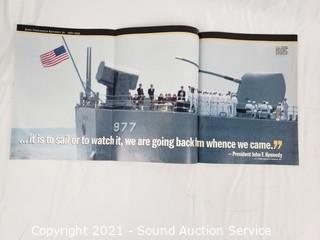 977
...it is to sail or to watch it, we are going back
m whence we came.”
— President John F. Kennedy
Copyright 2021 - Sound Auction Service